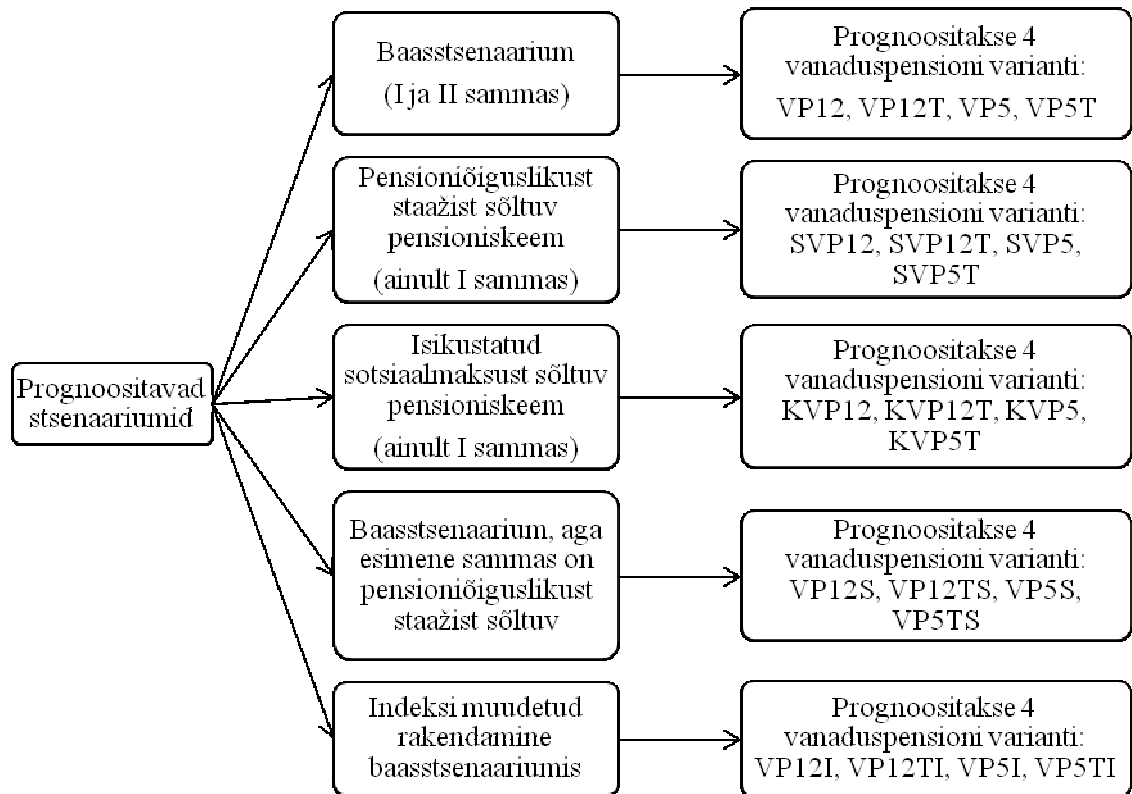 Prognoositavad
stsenaariumid
Baasstsenaarium
(I ja II sammas)
Prognoositakse 4
vanaduspensioni varianti:
VP12, VP12T, VP5, VP5T
Pensioniõiguslikust
staažist sõltuv
pensioniskeem
(ainult I sammas)
Prognoositakse 4
vanaduspensioni varianti:
SVP12, SVP12T, SVP5,
SVP5T
Isikustatud
sotsiaalmaksust sõltuv
pensioniskeem
(ainult I sammas)
Prognoositakse 4
vanaduspensioni varianti:
KVP12, KVP12T, KVP5,
KVP5T
Baasstsenaarium, aga
esimene sammas on
pensioniõiguslikust
staažist sõltuv
Prognoositakse 4
vanaduspensioni varianti:
VP12S, VP12TS, VP5S,
VP5TS
Indeksi muudetud
rakendamine
baasstsenaariumis
Prognoositakse 4
vanaduspensioni varianti:
VP12I, VP12TI, VP5I, VP5TI